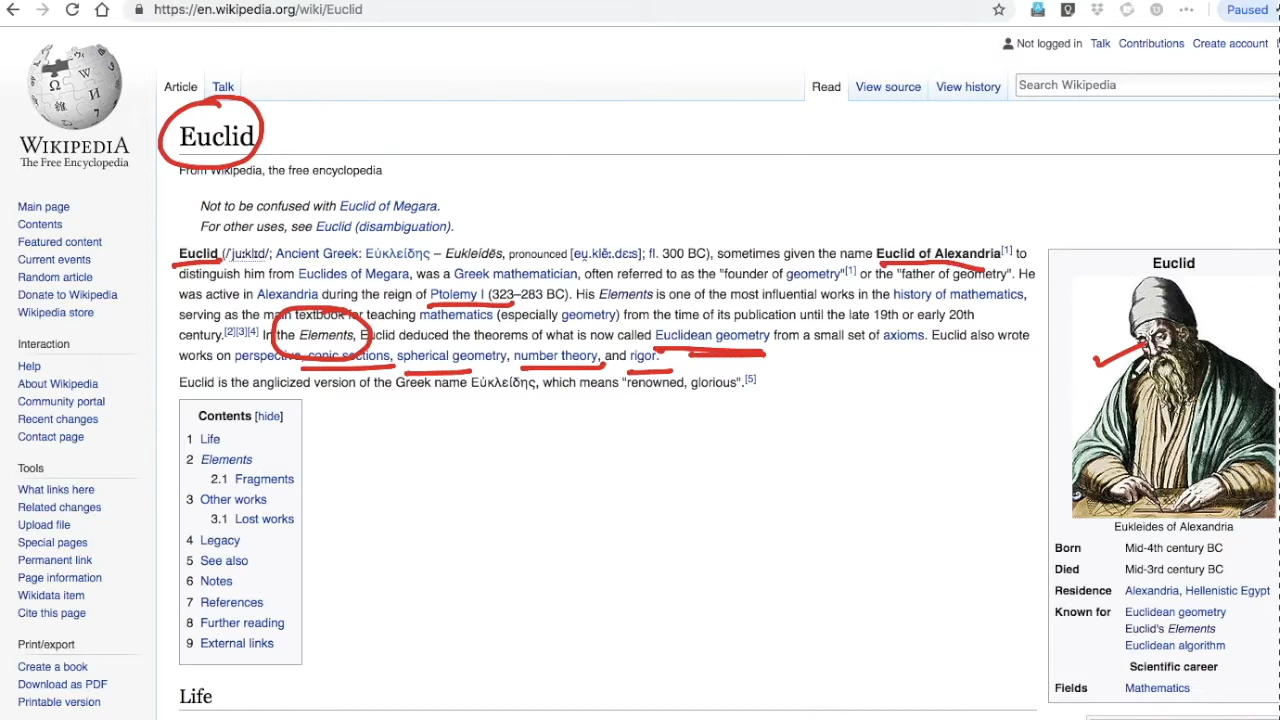 https://en.wikipedia.org/wiki/Euclid
Paused
Not logged in Talk Contributions Create account
Article Talk
Read View source View history
Search Wikipedia
WIKIPEDIA
The Free Encyclopedia
Main page
Contents
Featured content
Current events
Random article
Donate to Wikipedia
Wikipedia store
Interaction
Help
About Wikipedia
Community portal
Recent changes
Contact page
Tools
What links here
Related changes
Upload file
Special pages
Permanent link
Page information
Wikidata item
Cite this page
Print/export
Create a book
Download as PDF
Printable version
Euclid
From Wikipedia, the free encyclopedia
Not to be confused with Euclid of Megara.
For other uses, see Euclid (disambiguation).
Euclid (/ˈjuːklɪd/; Ancient Greek: Εὐκλείδης – Eukleídēs, pronounced [eu̯.klěː.dɛːs]; fl. 300 BC), sometimes given the name Euclid of Alexandria[1] to
distinguish him from Euclides of Megara, was a Greek mathematician, often referred to as the "founder of geometry"[1] or the "father of geometry". He
was active in Alexandria during the reign of Ptolemy I (323–283 BC). His Elements is one of the most influential works in the history of mathematics,
serving as the main textbook for teaching mathematics (especially geometry) from the time of its publication until the late 19th or early 20th
century.[2][3][4] In the Elements, Euclid deduced the theorems of what is now called Euclidean geometry from a small set of axioms. Euclid also wrote
works on perspective, conic sections, spherical geometry, number theory, and rigor.
Euclid is the anglicized version of the Greek name Εὐκλείδης, which means "renowned, glorious".[5]
Contents [hide]
1 Life
2 Elements
2.1 Fragments
3 Other works
3.1 Lost works
4 Legacy
5 See also
6 Notes
7 References
8 Further reading
9 External links
Life
Euclid
Eukleides of Alexandria
Born Mid-4th century BC
Died Mid-3rd century BC
Residence Alexandria, Hellenistic Egypt
Known for Euclidean geometry
Euclid's Elements
Euclidean algorithm
Scientific career
Fields Mathematics